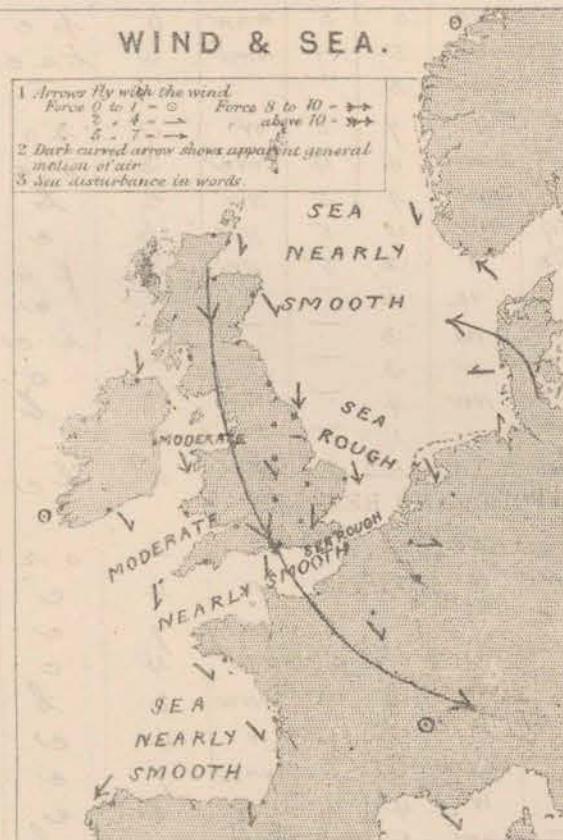 WIND & SEA.
1 Arrows fly with the wind
Force 0 to 1 - ⊙ Force 8 to 10 -
2 " 4 - above 10 -
5 " 7 -
2 Dark curved arrow shows apparent general
motion of air
3 Sea disturbance in words.
SEA
NEARLY
SMOOTH
SEA
ROUGH
MODERATE
MODERATE
SEA ROUGH
NEARLY SMOOTH
SEA
NEARLY
SMOOTH